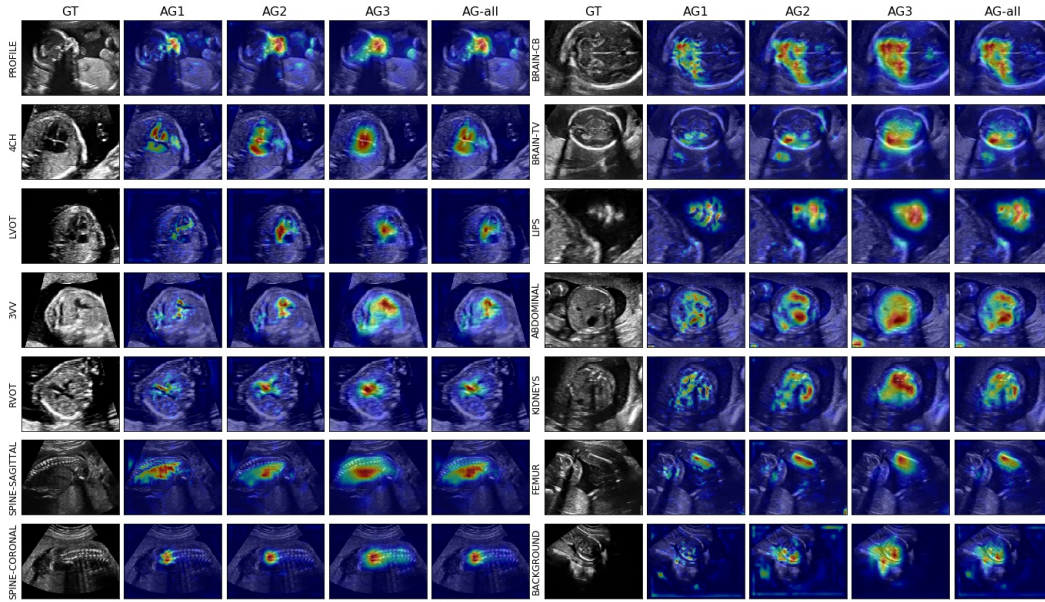 GT AG1 AG2 AG3 AG-all GT AG1 AG2 AG3 AG-all
PROFILE
4CH
LVOT
3VV
RVOT
SPINE-SAGITTAL
SPINE-CORONAL
BRAIN-CB
BRAIN-TV
LIPS
ABDOMINAL
KIDNEYS
FEMUR
BACKGROUND